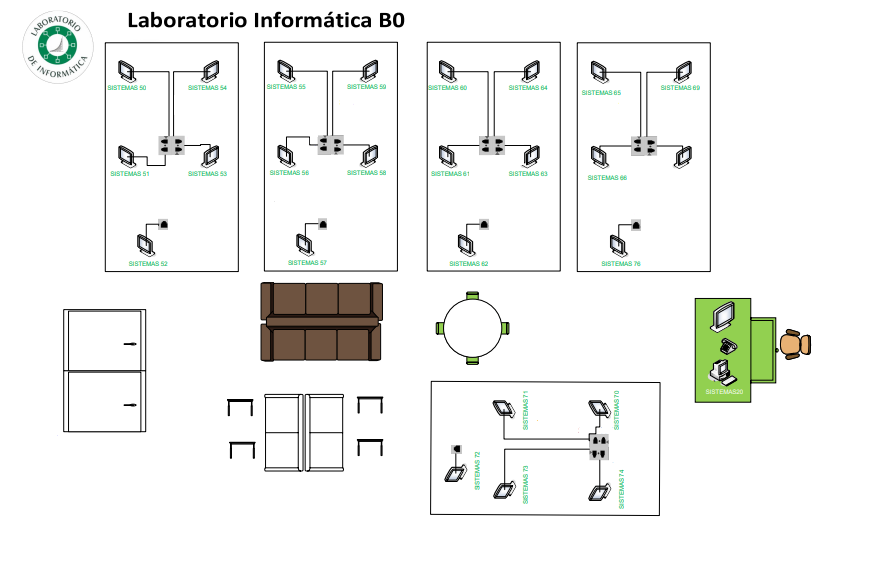 Laboratorio Informática B0
LABORATORIO
DE INFORMÁTICA
SISTEMAS 50
SISTEMAS 54
SISTEMAS 51
SISTEMAS 53
SISTEMAS 52
SISTEMAS 55
SISTEMAS 59
SISTEMAS 56
SISTEMAS 58
SISTEMAS 57
SISTEMAS 60
SISTEMAS 64
SISTEMAS 61
SISTEMAS 63
SISTEMAS 62
SISTEMAS 65
SISTEMAS 69
SISTEMAS 66
SISTEMAS 76
SISTEMAS 71
SISTEMAS 70
SISTEMAS 72
SISTEMAS 73
SISTEMAS 74
SISTEMAS20